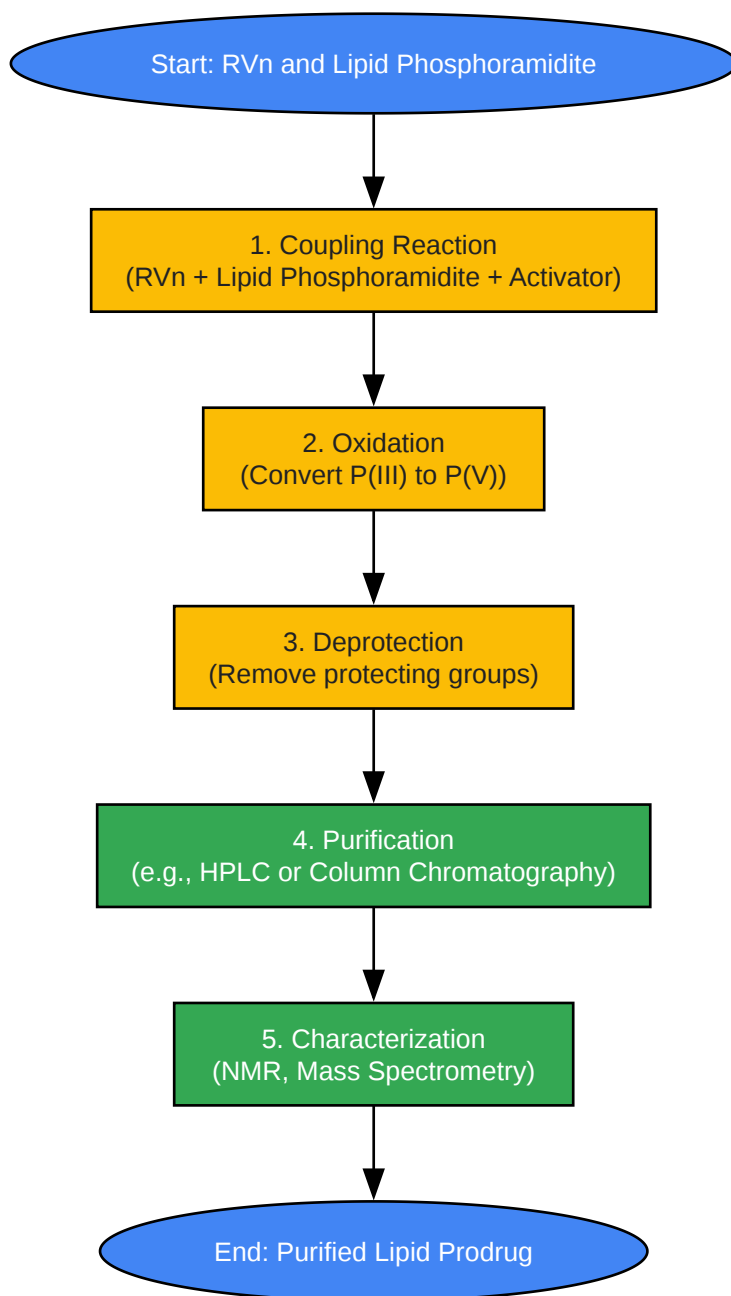 Start: RVn and Lipid Phosphoramidite
1. Coupling Reaction
(RVn + Lipid Phosphoramidite + Activator)
2. Oxidation
(Convert P(III) to P(V))
3. Deprotection
(Remove protecting groups)
4. Purification
(e.g., HPLC or Column Chromatography)
5. Characterization
(NMR, Mass Spectrometry)
End: Purified Lipid Prodrug